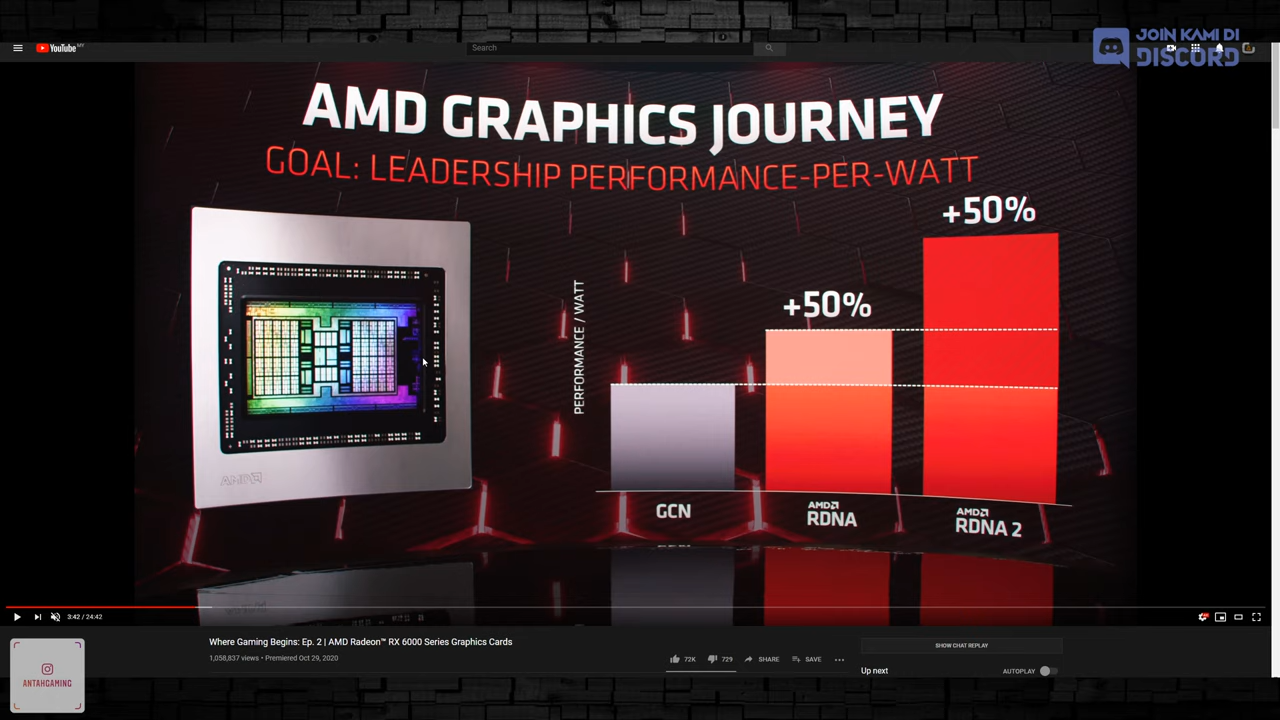 JOIN KAMI DI
DISCORD
YouTube MY
Search
AMD GRAPHICS JOURNEY
GOAL: LEADERSHIP PERFORMANCE-PER-WATT
+50%
+50%
PERFORMANCE / WATT
AMD
GCN
AMD
RDNA
AMD
RDNA 2
3:42 / 24:42
Where Gaming Begins: Ep. 2 | AMD Radeon™ RX 6000 Series Graphics Cards
1,058,837 views • Premiered Oct 29, 2020
72K
729
SHARE
SAVE
SHOW CHAT REPLAY
Up next
AUTOPLAY
ANTAHGAMING